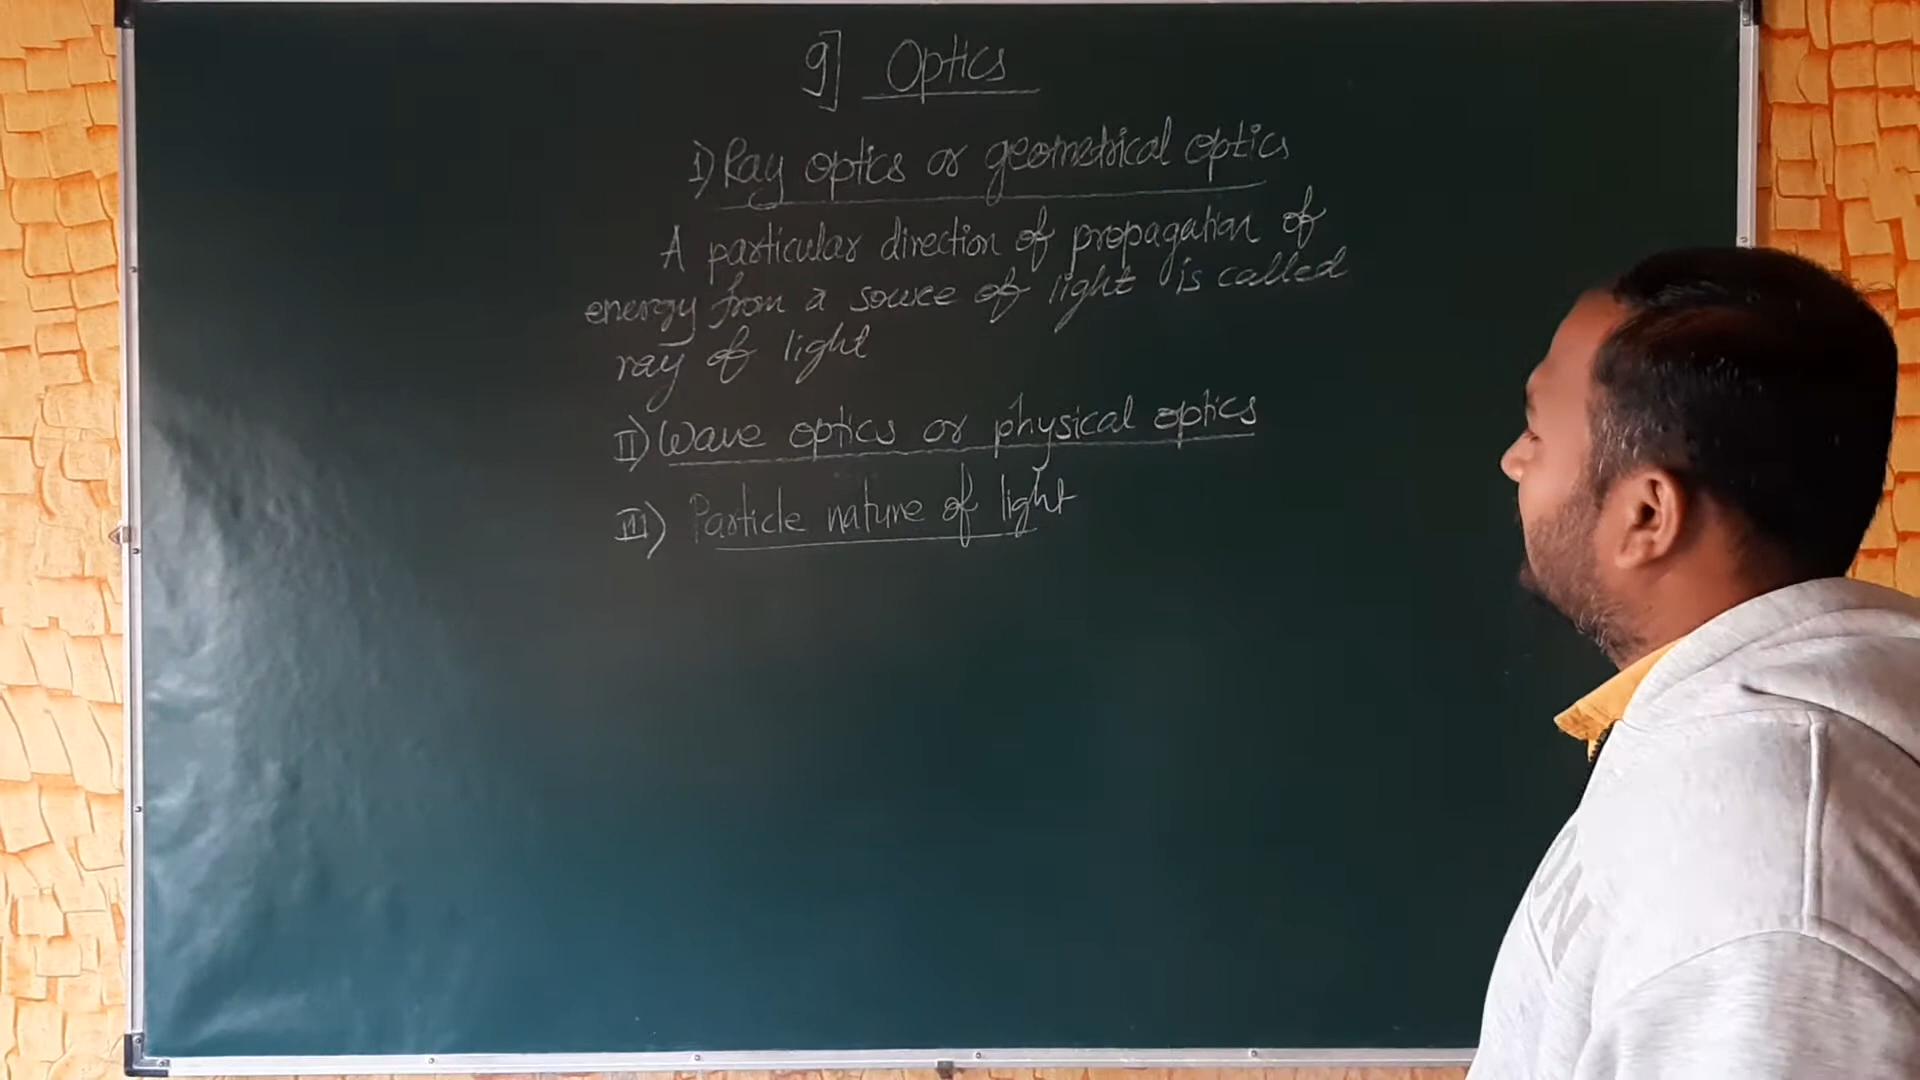 9] Optics
I) Ray optics or geometrical optics
A particular direction of propagation of
energy from a source of light is called
ray of light
II) Wave optics or physical optics
III) Particle nature of light